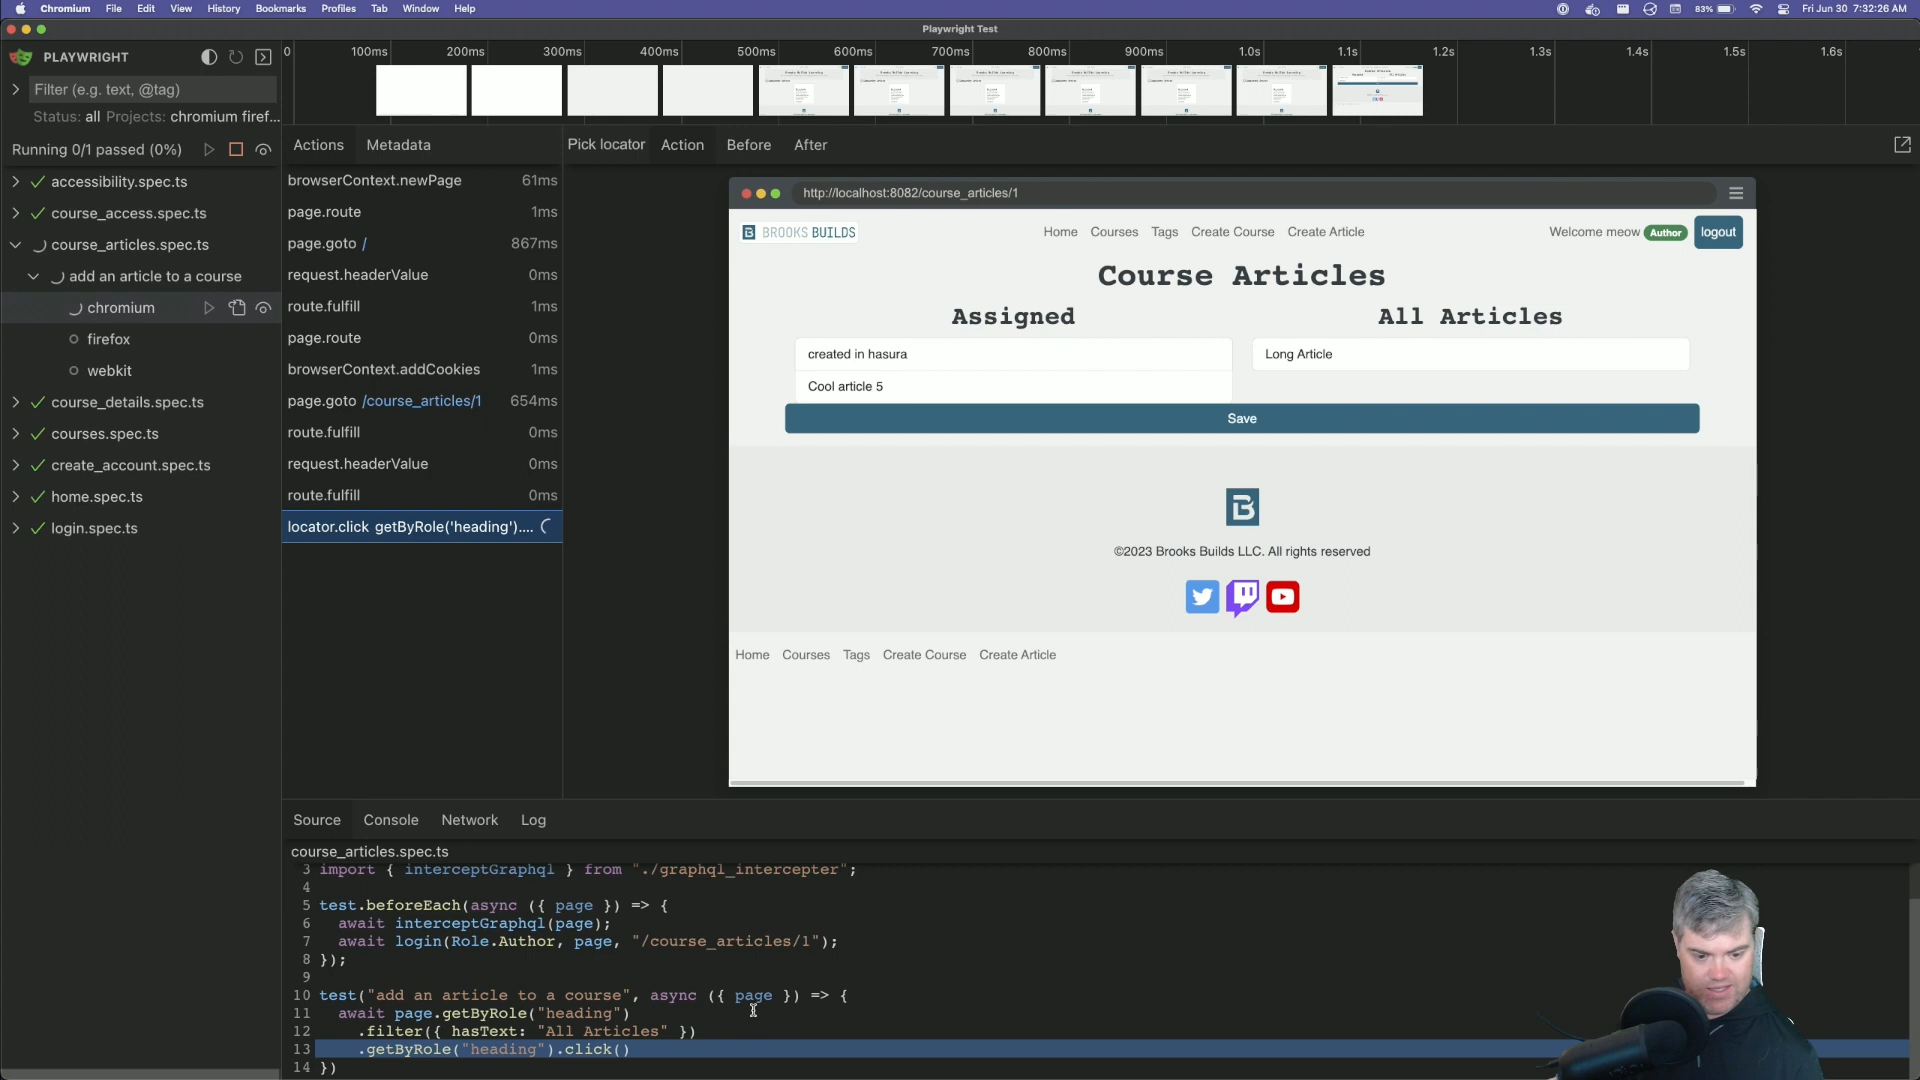 Chromium File Edit View History Bookmarks Profiles Tab Window Help 83% Fri Jun 30 7:32:26 AM
Playwright Test
PLAYWRIGHT
Filter (e.g. text, @tag)
Status: all Projects: chromium firef...
Running 0/1 passed (0%)
accessibility.spec.ts
course_access.spec.ts
course_articles.spec.ts
add an article to a course
chromium
firefox
webkit
course_details.spec.ts
courses.spec.ts
create_account.spec.ts
home.spec.ts
login.spec.ts
0 100ms 200ms 300ms 400ms 500ms 600ms 700ms 800ms 900ms 1.0s 1.1s 1.2s 1.3s 1.4s 1.5s 1.6s
Actions Metadata
browserContext.newPage 61ms
page.route 1ms
page.goto / 867ms
request.headerValue 0ms
route.fulfill 1ms
page.route 0ms
browserContext.addCookies 1ms
page.goto /course_articles/1 654ms
route.fulfill 0ms
request.headerValue 0ms
route.fulfill 0ms
locator.click getByRole('heading')....
Pick locator Action Before After
http://localhost:8082/course_articles/1
B BROOKS BUILDS Home Courses Tags Create Course Create Article Welcome meow Author logout
Course Articles
Assigned
created in hasura
Cool article 5
All Articles
Long Article
Save
B
©2023 Brooks Builds LLC. All rights reserved
Home Courses Tags Create Course Create Article
Source Console Network Log
course_articles.spec.ts
3 import { interceptGraphql } from "./graphql_intercepter";
4
5 test.beforeEach(async ({ page }) => {
6 await interceptGraphql(page);
7 await login(Role.Author, page, "/course_articles/1");
8 });
9
10 test("add an article to a course", async ({ page }) => {
11 await page.getByRole("heading")
12 .filter({ hasText: "All Articles" })
13 .getByRole("heading").click()
14 })